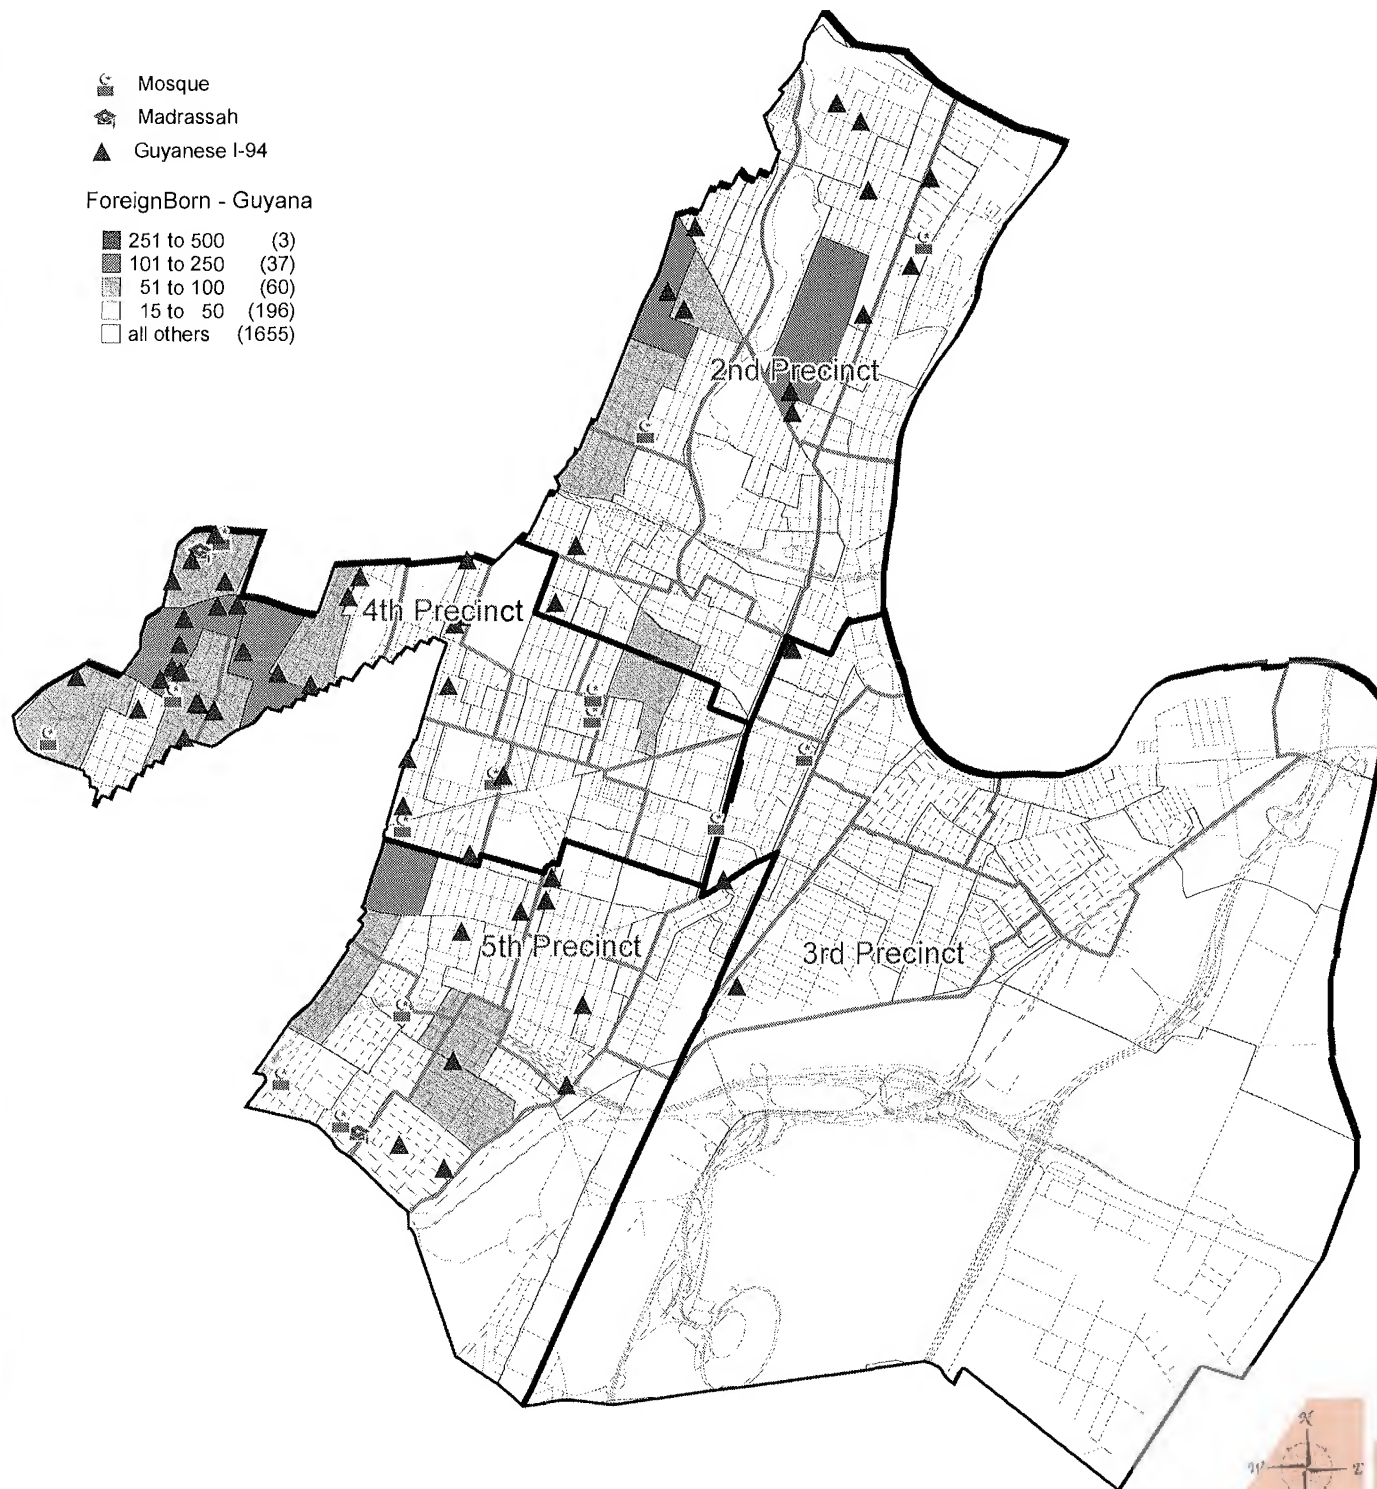 Mosque
Madrassah
Guyanese I-94
ForeignBorn - Guyana
251 to 500 (3)
101 to 250 (37)
51 to 100 (60)
15 to 50 (196)
all others (1655)
2nd Precinct
4th Precinct
5th Precinct
3rd Precinct
N
W E